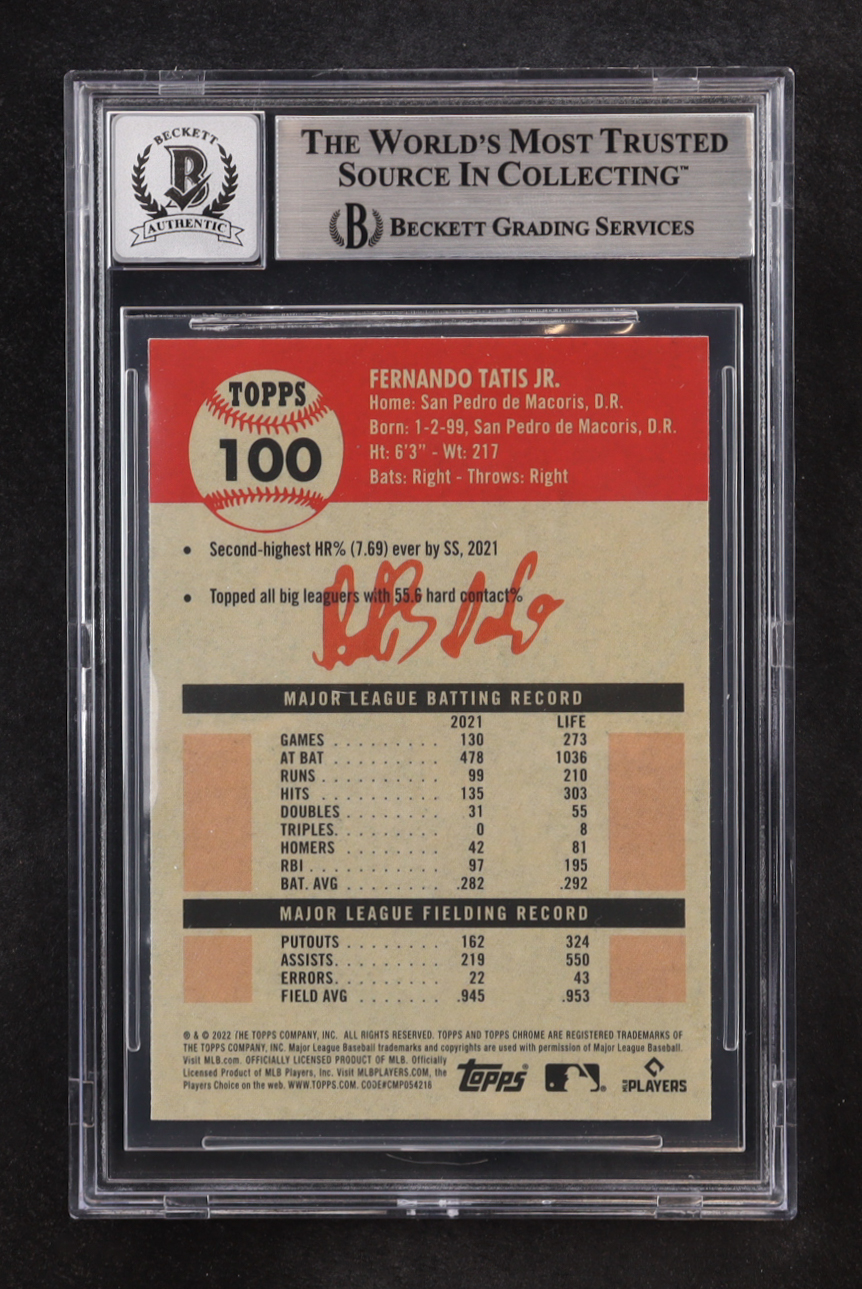 BECKETT
B
AUTHENTIC
THE WORLD'S MOST TRUSTED
SOURCE IN COLLECTING™
B BECKETT GRADING SERVICES
TOPPS
100
FERNANDO TATIS JR.
Home: San Pedro de Macoris, D.R.
Born: 1-2-99, San Pedro de Macoris, D.R.
Ht: 6'3" - Wt: 217
Bats: Right - Throws: Right
• Second-highest HR% (7.69) ever by SS, 2021
• Topped all big leaguers with 55.6 hard contact%
MAJOR LEAGUE BATTING RECORD
2021 LIFE
GAMES . . . . . . . . . 130 273
AT BAT . . . . . . . . . 478 1036
RUNS . . . . . . . . . . 99 210
HITS . . . . . . . . . . 135 303
DOUBLES . . . . . . . . 31 55
TRIPLES. . . . . . . . . 0 8
HOMERS . . . . . . . . 42 81
RBI . . . . . . . . . . . 97 195
BAT. AVG . . . . . . . . .282 .292
MAJOR LEAGUE FIELDING RECORD
PUTOUTS . . . . . . . . 162 324
ASSISTS. . . . . . . . . 219 550
ERRORS. . . . . . . . . 22 43
FIELD AVG . . . . . . . .945 .953
® & © 2022 THE TOPPS COMPANY, INC. ALL RIGHTS RESERVED. TOPPS AND TOPPS CHROME ARE REGISTERED TRADEMARKS OF
THE TOPPS COMPANY, INC. Major League Baseball trademarks and copyrights are used with permission of Major League Baseball.
Visit MLB.com. OFFICIALLY LICENSED PRODUCT OF MLB. Officially
Licensed Product of MLB Players, Inc. Visit MLBPLAYERS.COM, the
Players Choice on the web. WWW.TOPPS.COM. CODE#CMP054216
Topps® MLB PLAYERS